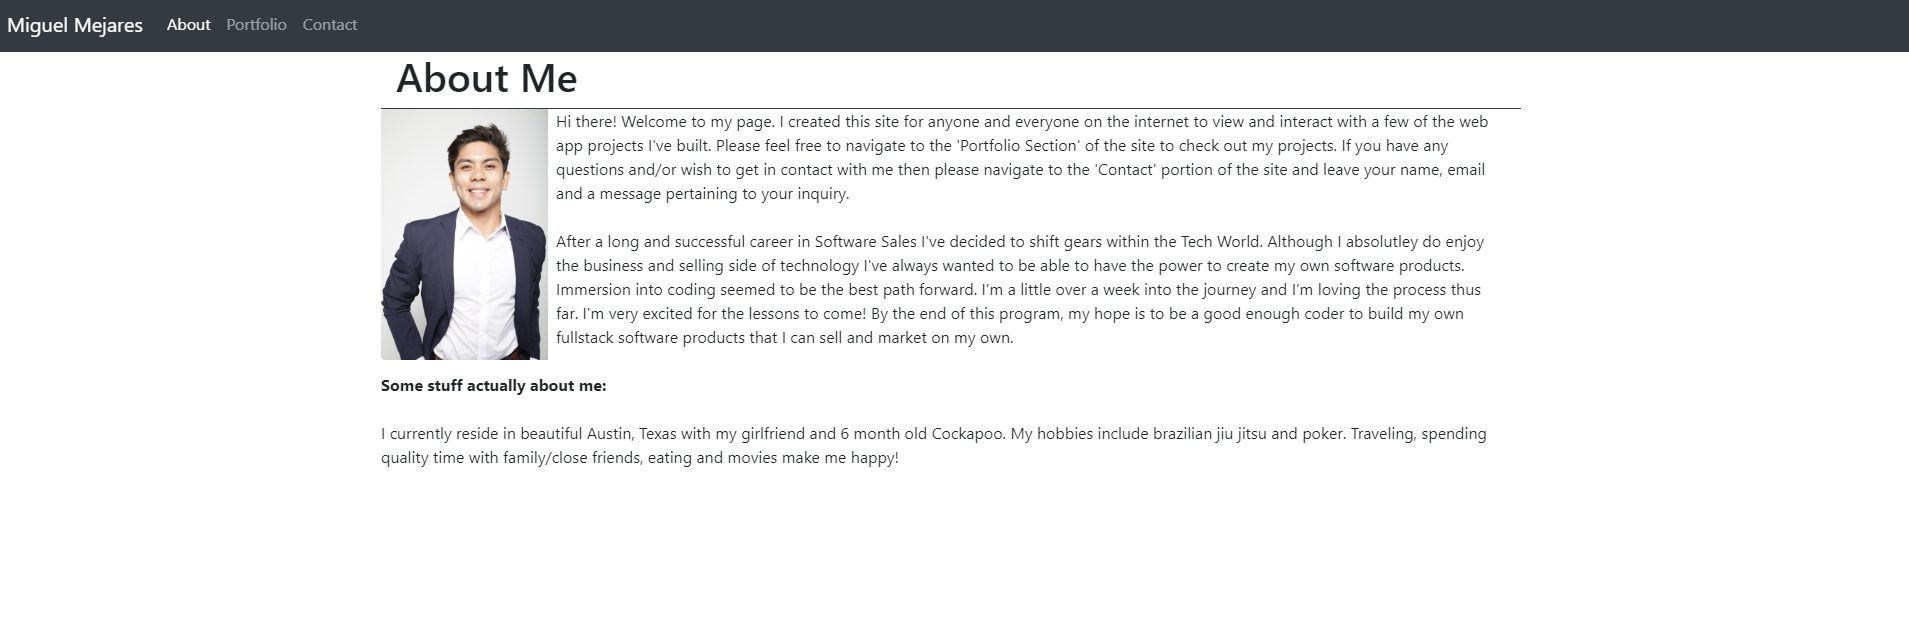 Miguel Mejares About Portfolio Contact
About Me
Hi there! Welcome to my page. I created this site for anyone and everyone on the internet to view and interact with a few of the web
app projects I've built. Please feel free to navigate to the 'Portfolio Section' of the site to check out my projects. If you have any
questions and/or wish to get in contact with me then please navigate to the 'Contact' portion of the site and leave your name, email
and a message pertaining to your inquiry.
After a long and successful career in Software Sales I've decided to shift gears within the Tech World. Although I absolutley do enjoy
the business and selling side of technology I've always wanted to be able to have the power to create my own software products.
Immersion into coding seemed to be the best path forward. I'm a little over a week into the journey and I'm loving the process thus
far. I'm very excited for the lessons to come! By the end of this program, my hope is to be a good enough coder to build my own
fullstack software products that I can sell and market on my own.
Some stuff actually about me:
I currently reside in beautiful Austin, Texas with my girlfriend and 6 month old Cockapoo. My hobbies include brazilian jiu jitsu and poker. Traveling, spending
quality time with family/close friends, eating and movies make me happy!